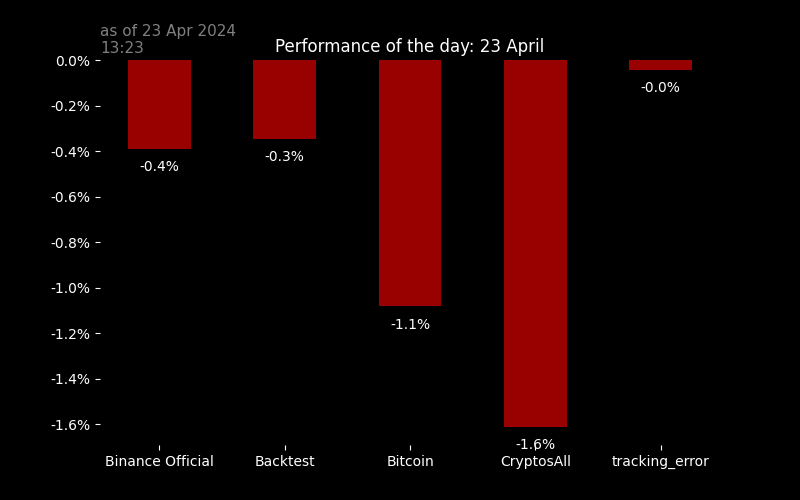 as of 23 Apr 2024
13:23
Performance of the day: 23 April
0.0%
-0.2%
-0.4%
-0.6%
-0.8%
-1.0%
-1.2%
-1.4%
-1.6%
-0.4%
-0.3%
-1.1%
-1.6%
-0.0%
Binance Official
Backtest
Bitcoin
CryptosAll
tracking_error